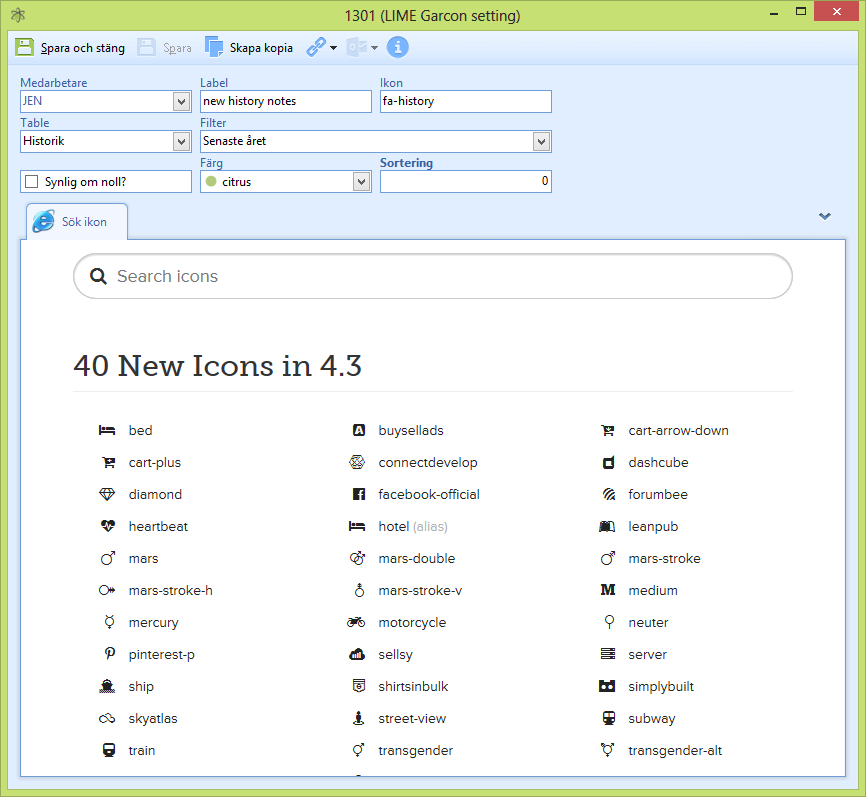 1301 (LIME Garcon setting)
Spara och stäng Spara Skapa kopia
Medarbetare Label Ikon
JEN new history notes fa-history
Table Filter
Historik Senaste året
Färg Sortering
Synlig om noll? citrus 0
Sök ikon
Search icons
40 New Icons in 4.3
bed buysellads cart-arrow-down
cart-plus connectdevelop dashcube
diamond facebook-official forumbee
heartbeat hotel (alias) leanpub
mars mars-double mars-stroke
mars-stroke-h mars-stroke-v medium
mercury motorcycle neuter
pinterest-p sellsy server
ship shirtsinbulk simplybuilt
skyatlas street-view subway
train transgender transgender-alt